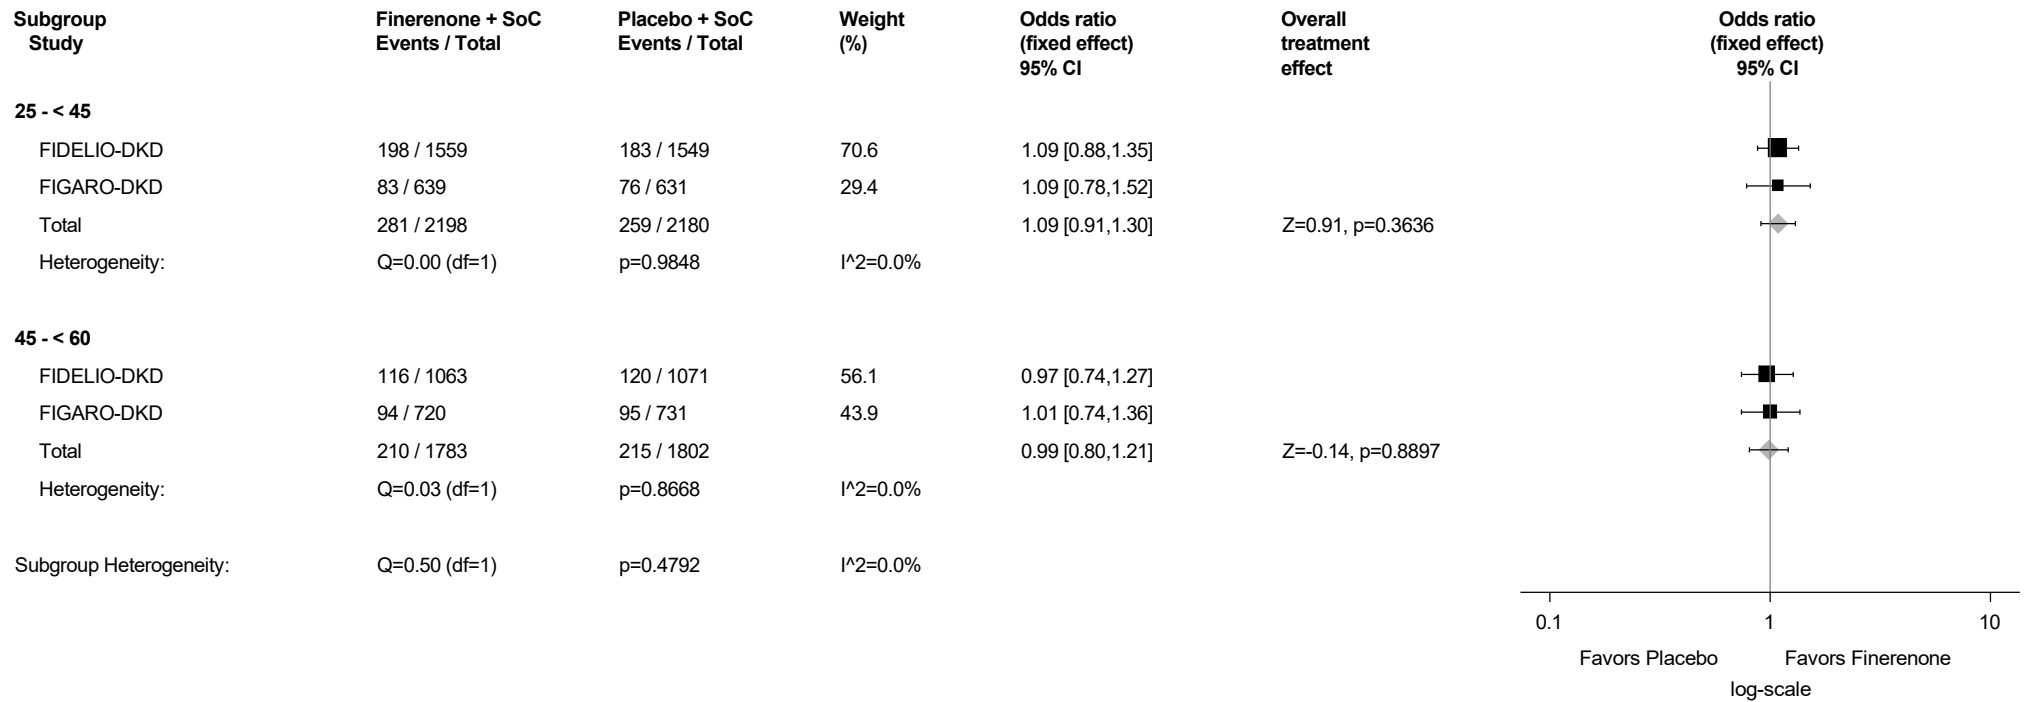 Subgroup Finerenone + SoC Placebo + SoC Weight Odds ratio Overall Odds ratio
Study Events / Total Events / Total (%) (fixed effect) treatment (fixed effect)
95% CI effect 95% CI
25 - < 45
FIDELIO-DKD 198 / 1559 183 / 1549 70.6 1.09 [0.88,1.35]
FIGARO-DKD 83 / 639 76 / 631 29.4 1.09 [0.78,1.52]
Total 281 / 2198 259 / 2180 1.09 [0.91,1.30] Z=0.91, p=0.3636
Heterogeneity: Q=0.00 (df=1) p=0.9848 I^2=0.0%
45 - < 60
FIDELIO-DKD 116 / 1063 120 / 1071 56.1 0.97 [0.74,1.27]
FIGARO-DKD 94 / 720 95 / 731 43.9 1.01 [0.74,1.36]
Total 210 / 1783 215 / 1802 0.99 [0.80,1.21] Z=-0.14, p=0.8897
Heterogeneity: Q=0.03 (df=1) p=0.8668 I^2=0.0%
Subgroup Heterogeneity: Q=0.50 (df=1) p=0.4792 I^2=0.0%
0.1 1 10
Favors Placebo Favors Finerenone
log-scale